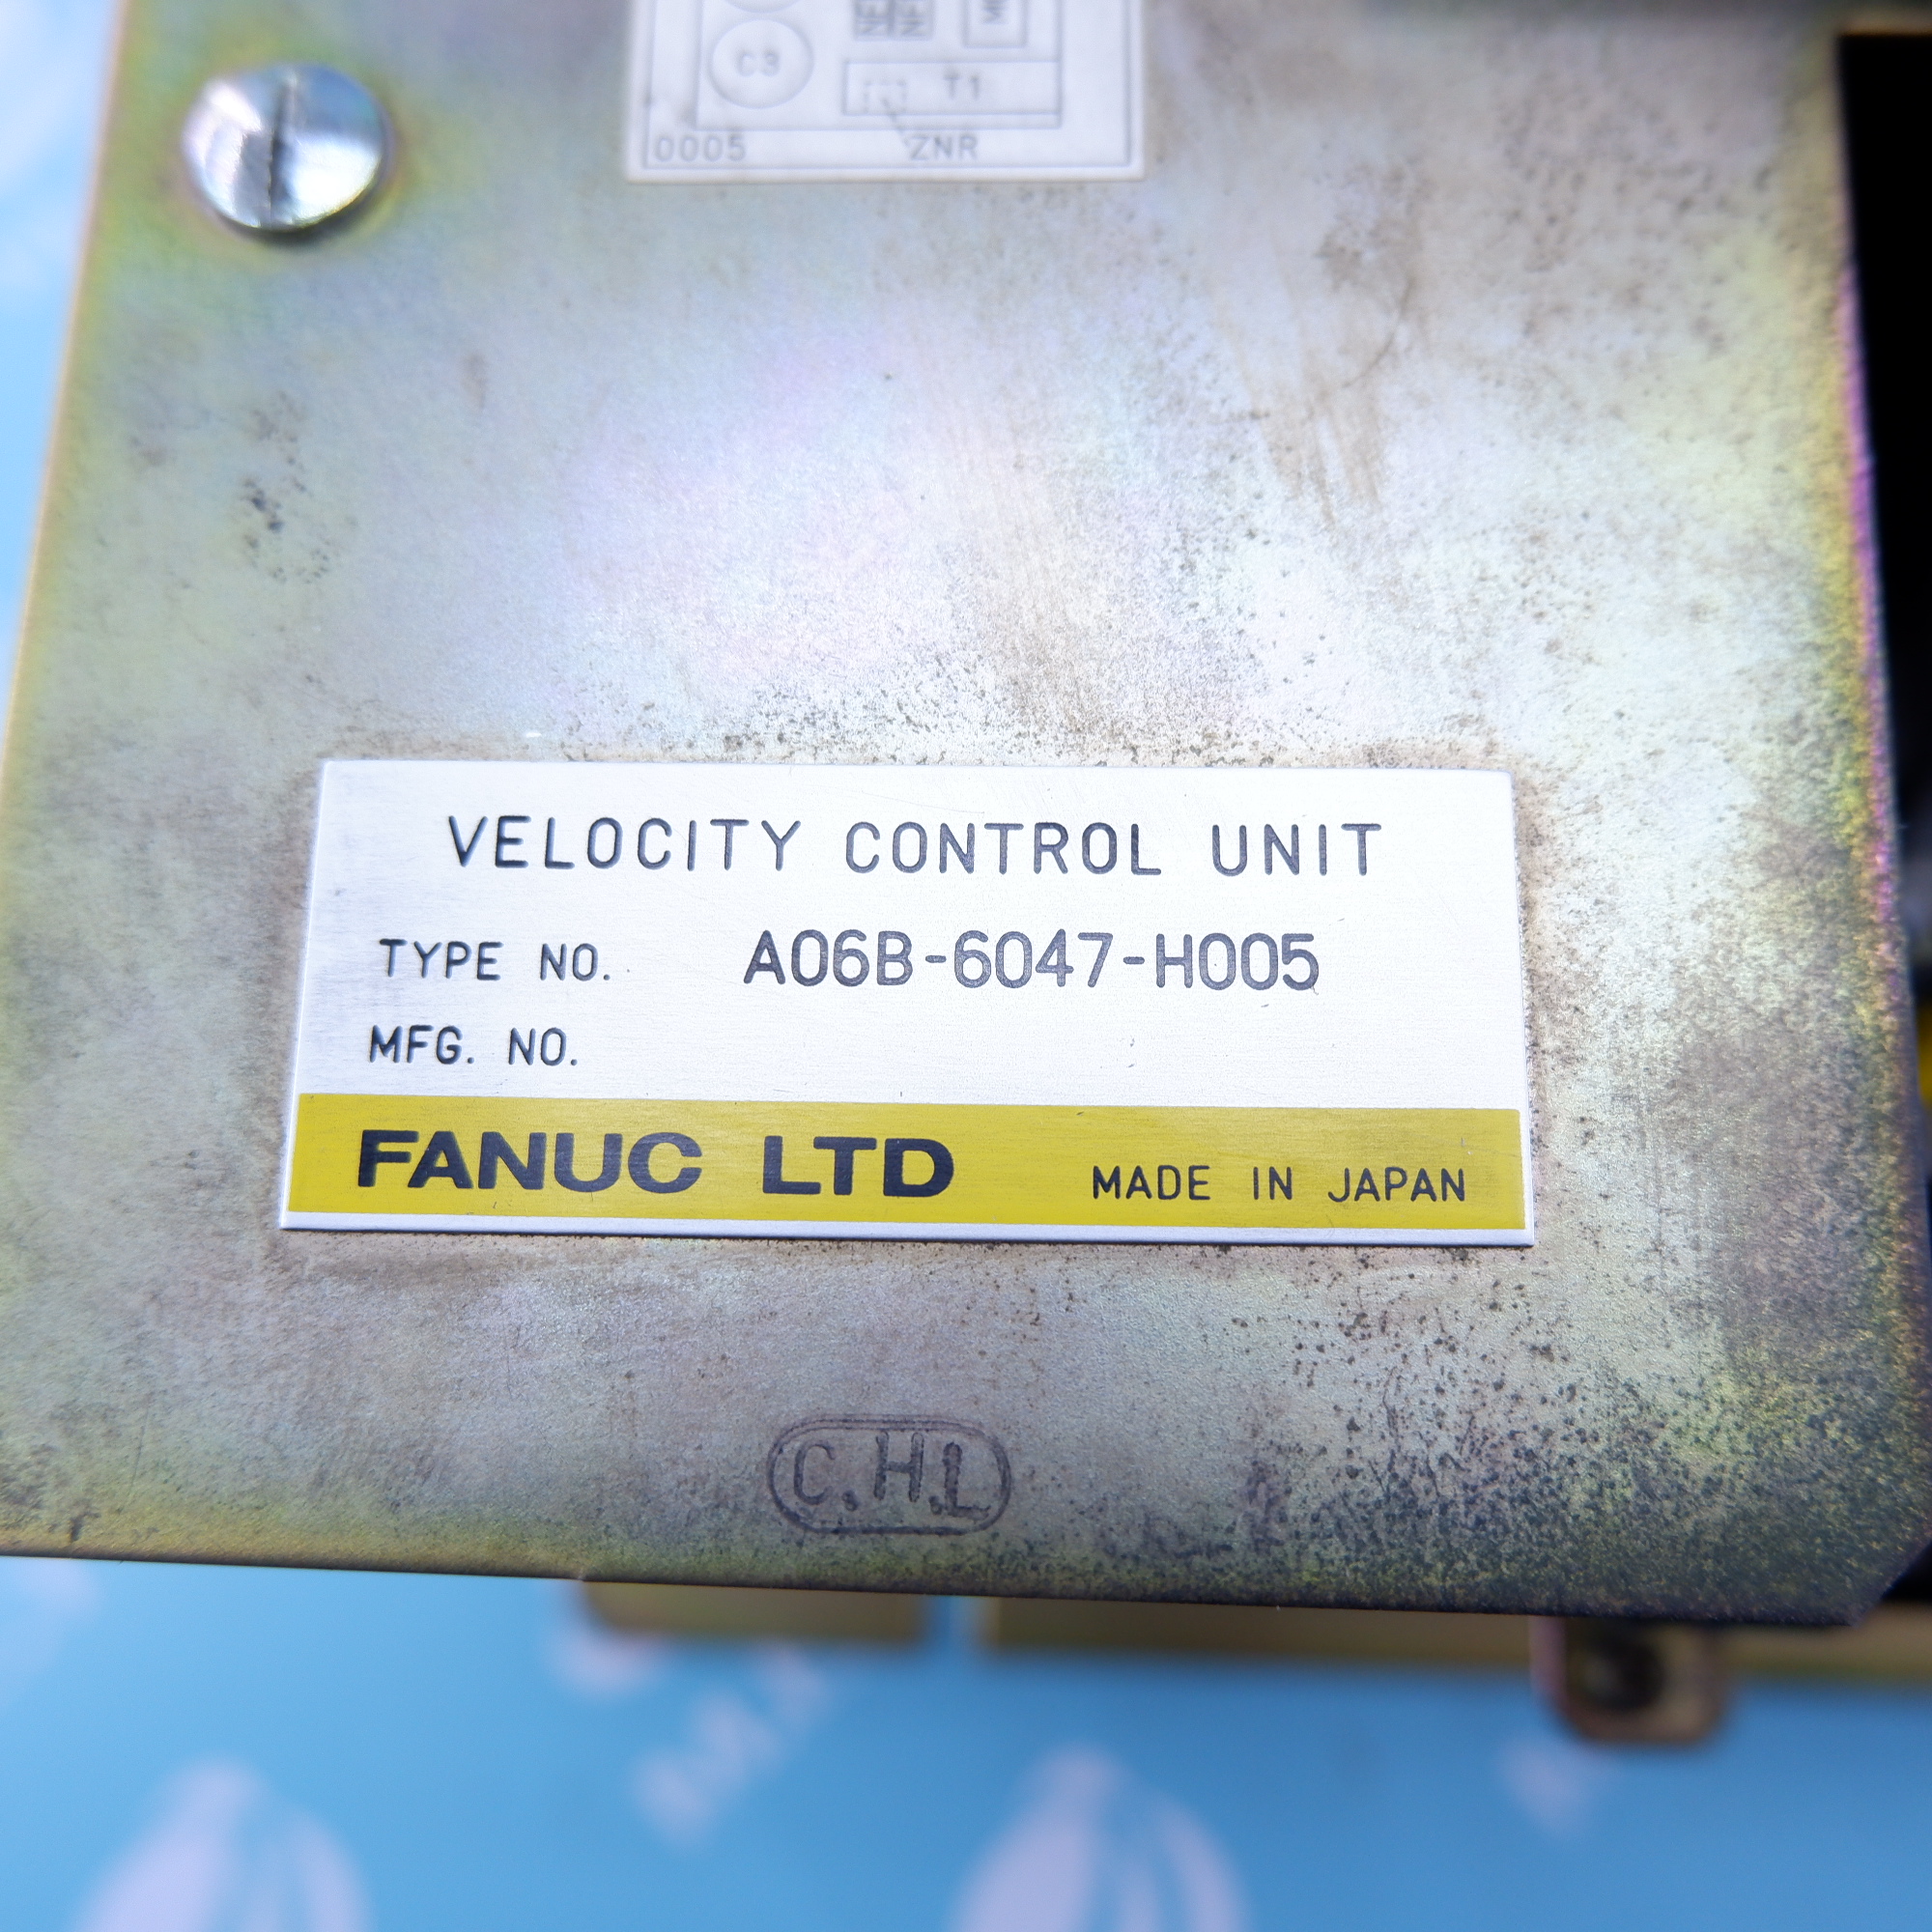 C3
T1
0005 ZNR
VELOCITY CONTROL UNIT
TYPE NO. A06B-6047-H005
MFG. NO.
FANUC LTD MADE IN JAPAN
C.H.L